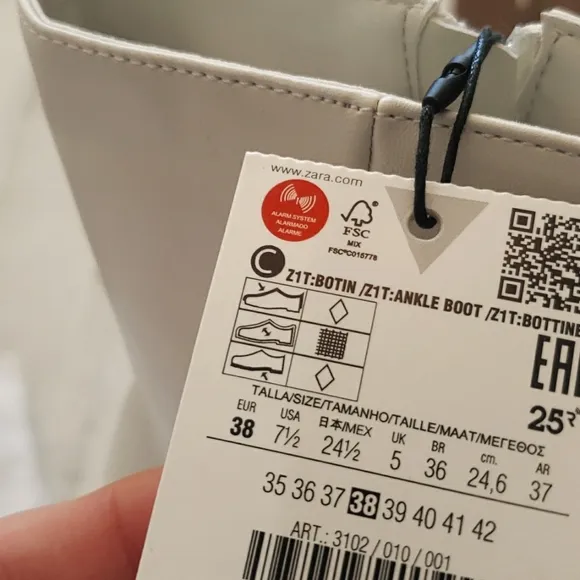 www.zara.com
ALARM SYSTEM
ALARMADO
ALARME
FSC
MIX
FSC®C015778
C Z1T:BOTIN /Z1T:ANKLE BOOT /Z1T:BOTTINE
EAC
25
TALLA/SIZE/TAMANHO/TAILLE/MAAT/ΜΕΓΕΘΟΣ
EUR USA 日本/MEX UK BR cm. AR
38 7½ 24½ 5 36 24,6 37
35 36 37 38 39 40 41 42
ART.: 3102 / 010 / 001